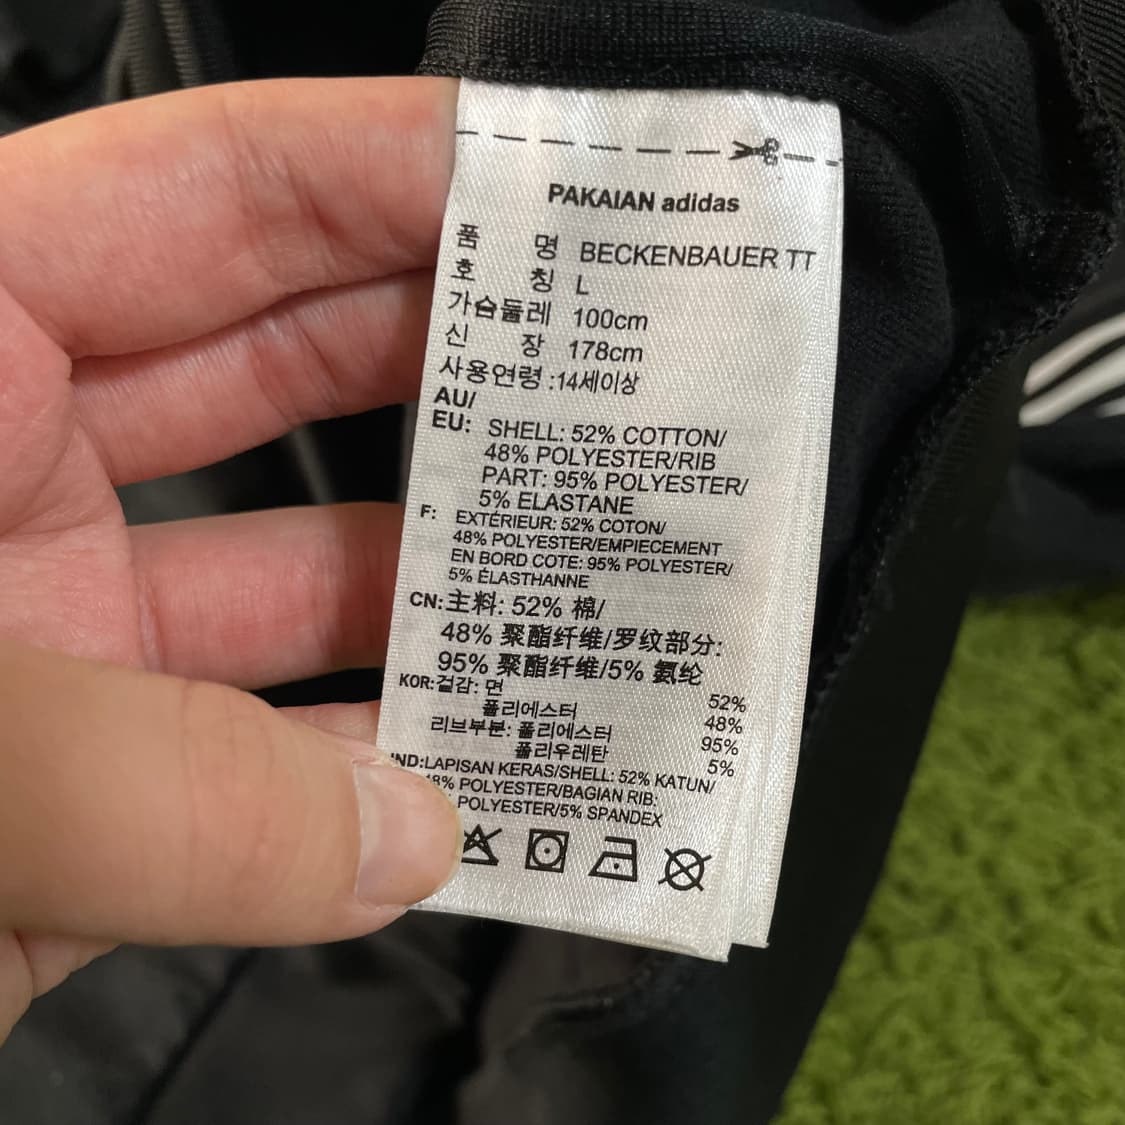 PAKAIAN adidas
품 명 BECKENBAUER TT
호 칭 L
가슴둘레 100cm
신 장 178cm
사용연령 :14세이상
AU/
EU: SHELL: 52% COTTON/
48% POLYESTER/RIB
PART: 95% POLYESTER/
5% ELASTANE
F: EXTÉRIEUR: 52% COTON/
48% POLYESTER/EMPIECEMENT
EN BORD COTE: 95% POLYESTER/
5% ÉLASTHANNE
CN: 主料: 52% 棉/
48% 聚酯纤维/罗纹部分:
95% 聚酯纤维/5% 氨纶
KOR: 겉감: 면 52%
폴리에스터 48%
리브부분: 폴리에스터 95%
폴리우레탄 5%
IND: LAPISAN KERAS/SHELL: 52% KATUN/
48% POLYESTER/BAGIAN RIB:
POLYESTER/5% SPANDEX